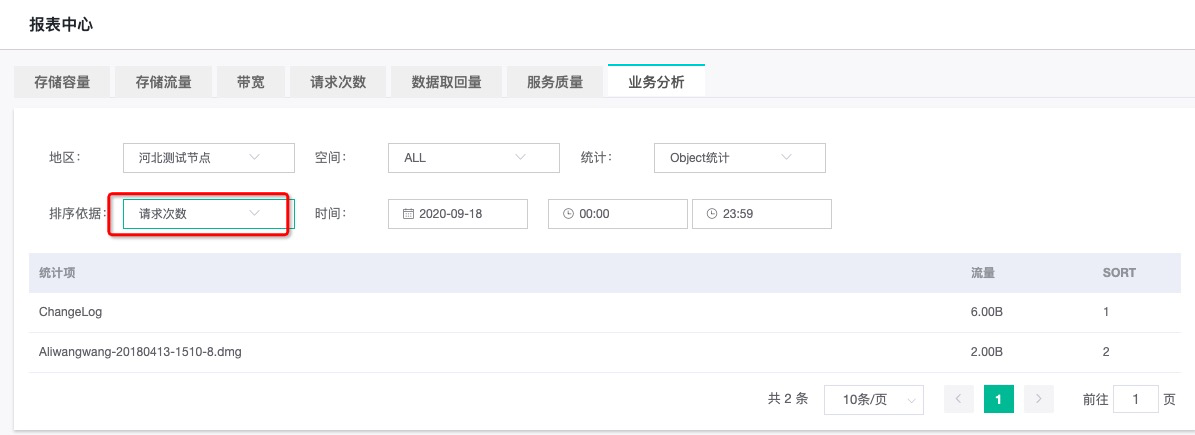 报表中心
存储容量 存储流量 带宽 请求次数 数据取回量 服务质量 业务分析
地区： 河北测试节点 空间： ALL 统计： Object统计
排序依据： 请求次数 时间： 2020-09-18 00:00 23:59
统计项 流量 SORT
ChangeLog 6.00B 1
Aliwangwang-20180413-1510-8.dmg 2.00B 2
共 2 条 10条/页 1 前往 1 页